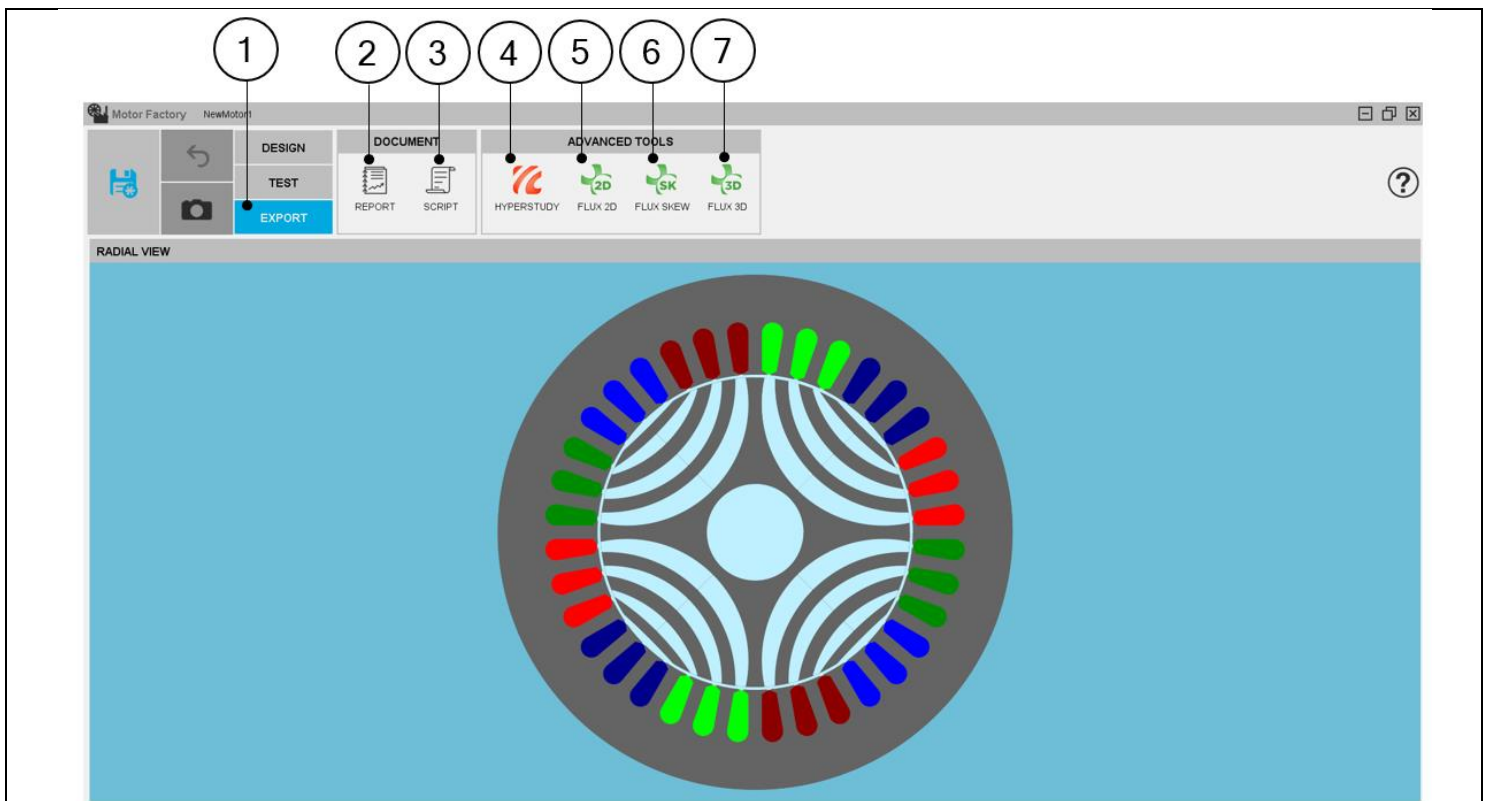 1 2 3 4 5 6 7
Motor Factory NewMotor1
DESIGN DOCUMENT ADVANCED TOOLS
TEST 2D SK 3D
EXPORT REPORT SCRIPT HYPERSTUDY FLUX 2D FLUX SKEW FLUX 3D
?
RADIAL VIEW